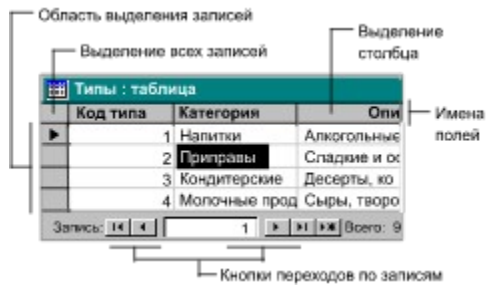 Область выделения записей
Выделение всех записей
Выделение
столбца
Типы : таблица
Код типа Категория Опи
Имена
полей
1 Напитки Алкогольные
2 Приправы Сладкие и ос
3 Кондитерские Десерты, ко
4 Молочные прод Сыры, творо
Запись: 1 Всего: 9
Кнопки переходов по записям